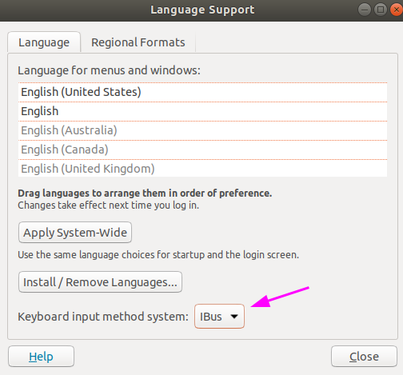 Language Support
Language
Regional Formats
Language for menus and windows:
English (United States)
English
English (Australia)
English (Canada)
English (United Kingdom)
Drag languages to arrange them in order of preference.
Changes take effect next time you log in.
Apply System-Wide
Use the same language choices for startup and the login screen.
Install / Remove Languages...
Keyboard input method system: IBus
Help
Close